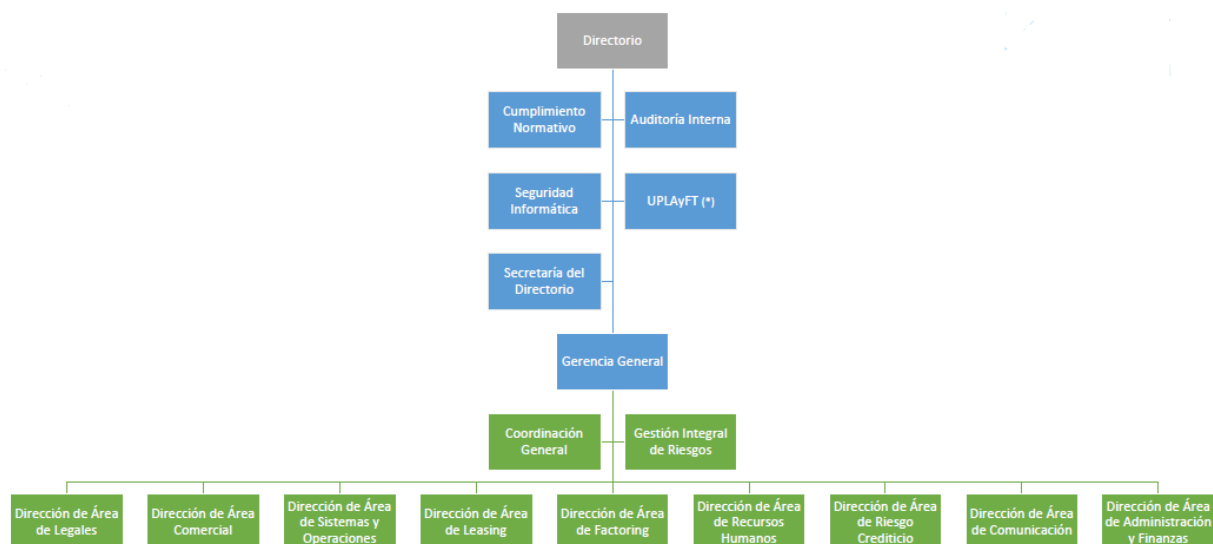 Directorio
Cumplimiento
Normativo
Auditoría Interna
Seguridad
Informática
UPLAyFT (*)
Secretaría del
Directorio
Gerencia General
Coordinación
General
Gestión Integral
de Riesgos
Dirección de Área
de Legales
Dirección de Área
Comercial
Dirección de Área
de Sistemas y
Operaciones
Dirección de Área
de Leasing
Dirección de Área
de Factoring
Dirección de Área
de Recursos
Humanos
Dirección de Área
de Riesgo
Crediticio
Dirección de Área
de Comunicación
Dirección de Área
de Administración
y Finanzas